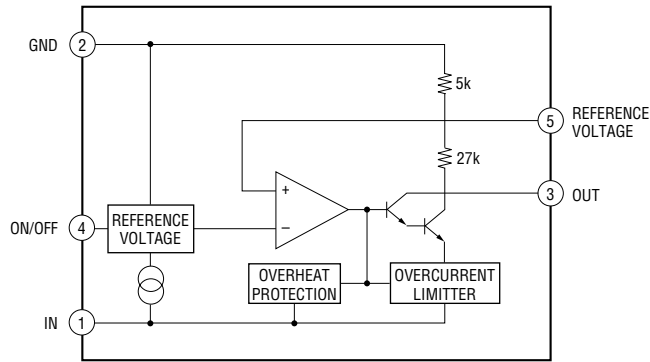 GND 2
5k
5 REFERENCE
VOLTAGE
27k
+
3 OUT
ON/OFF 4
REFERENCE
VOLTAGE
−
OVERHEAT
PROTECTION
OVERCURRENT
LIMITTER
IN 1